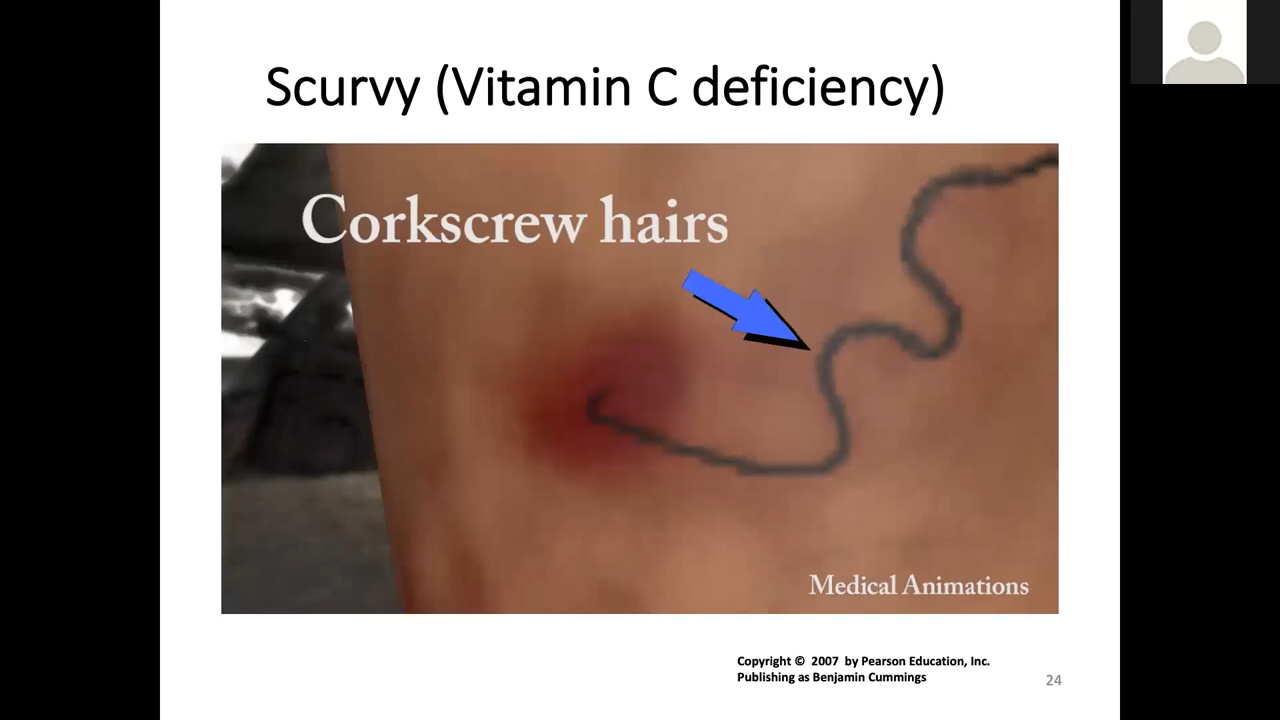 Scurvy (Vitamin C deficiency)
Corkscrew hairs
Medical Animations
Copyright © 2007 by Pearson Education, Inc.
Publishing as Benjamin Cummings
24